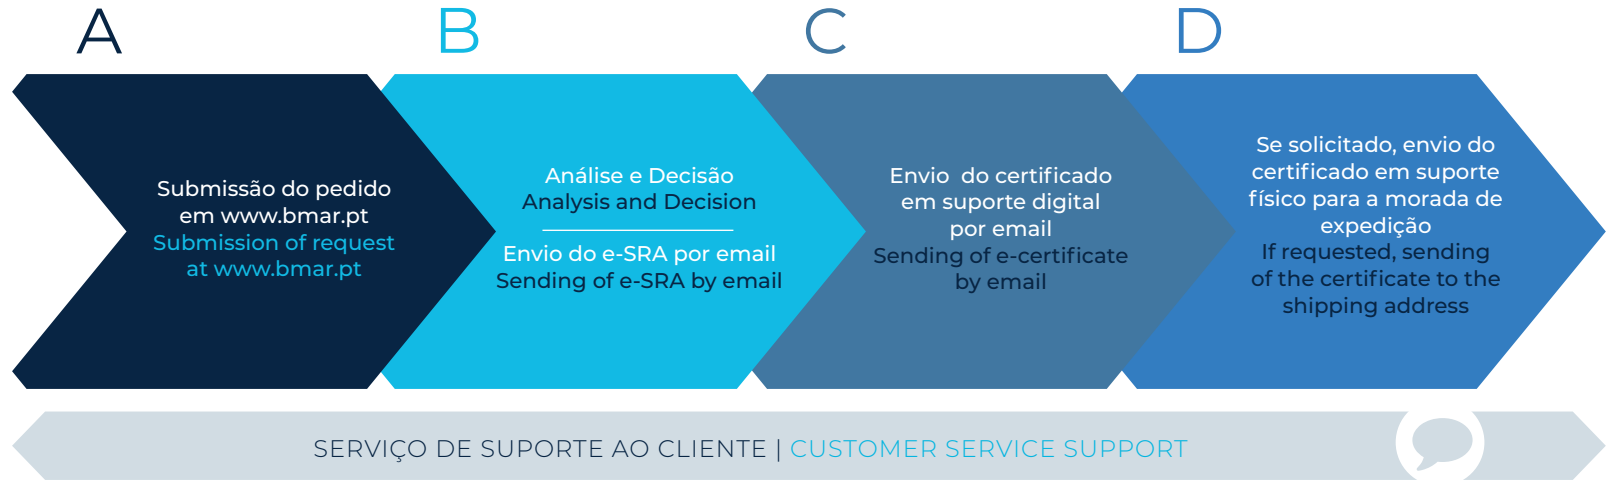 A
B
C
D
Submissão do pedido
em www.bmar.pt
Submission of request
at www.bmar.pt
Análise e Decisão
Analysis and Decision
Envio do e-SRA por email
Sending of e-SRA by email
Envio do certificado
em suporte digital
por email
Sending of e-certificate
by email
Se solicitado, envio do
certificado em suporte
físico para a morada de
expedição
If requested, sending
of the certificate to the
shipping address
SERVIÇO DE SUPORTE AO CLIENTE | CUSTOMER SERVICE SUPPORT